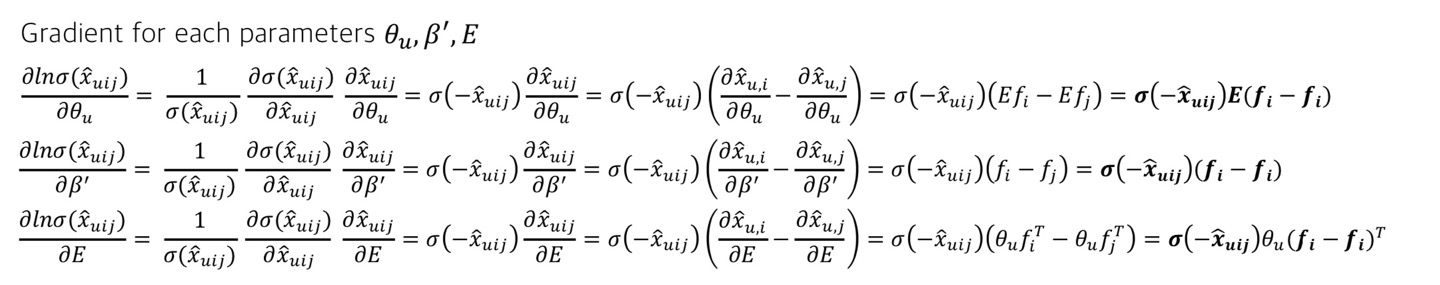 Gradient for each parameters θ_u, β′, E
∂lnσ(x̂_uij)/∂θ_u = 1/σ(x̂_uij) ∂σ(x̂_uij)/∂x̂_uij ∂x̂_uij/∂θ_u = σ(−x̂_uij) ∂x̂_uij/∂θ_u = σ(−x̂_uij)(∂x̂_u,i/∂θ_u − ∂x̂_u,j/∂θ_u) = σ(−x̂_uij)(Ef_i − Ef_j) = σ(−x̂_uij)E(f_i − f_i)
∂lnσ(x̂_uij)/∂β′ = 1/σ(x̂_uij) ∂σ(x̂_uij)/∂x̂_uij ∂x̂_uij/∂β′ = σ(−x̂_uij) ∂x̂_uij/∂β′ = σ(−x̂_uij)(∂x̂_u,i/∂β′ − ∂x̂_u,j/∂β′) = σ(−x̂_uij)(f_i − f_j) = σ(−x̂_uij)(f_i − f_i)
∂lnσ(x̂_uij)/∂E = 1/σ(x̂_uij) ∂σ(x̂_uij)/∂x̂_uij ∂x̂_uij/∂E = σ(−x̂_uij) ∂x̂_uij/∂E = σ(−x̂_uij)(∂x̂_u,i/∂E − ∂x̂_u,j/∂E) = σ(−x̂_uij)(θ_u f_i^T − θ_u f_j^T) = σ(−x̂_uij)θ_u(f_i − f_i)^T